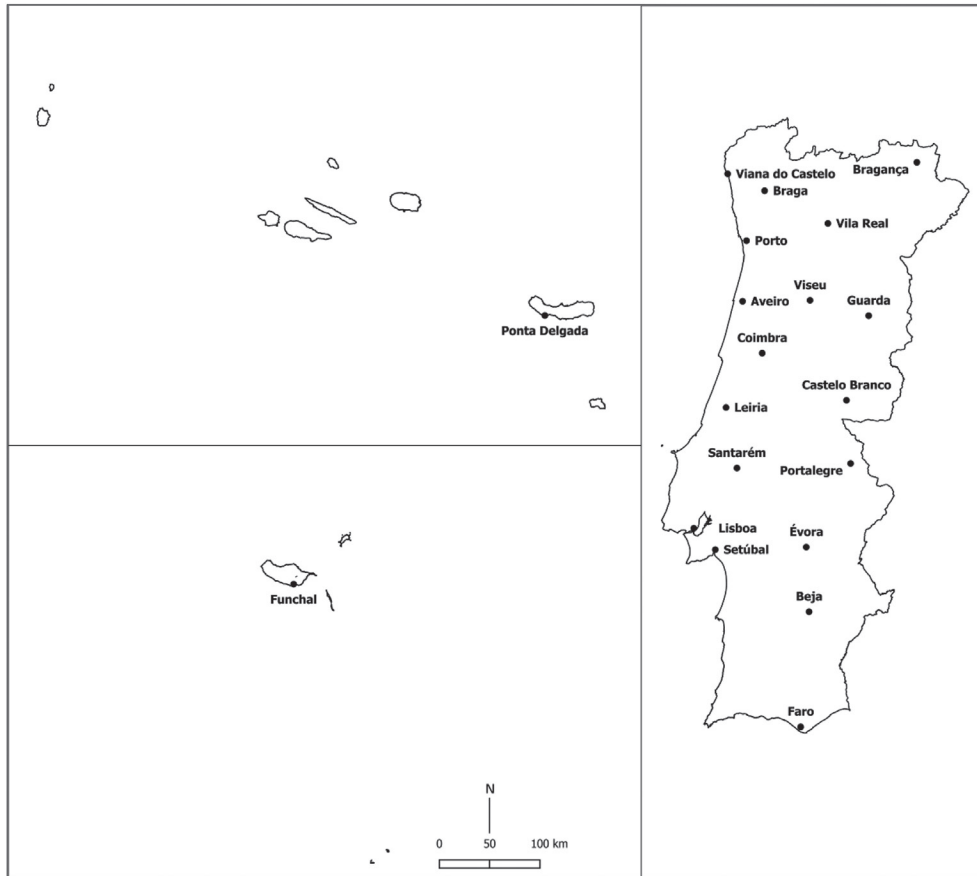 Ponta Delgada
Funchal
N
0 50 100 km
Bragança
Viana do Castelo
Braga
Vila Real
Porto
Viseu
Aveiro
Guarda
Coimbra
Castelo Branco
Leiria
Santarém
Portalegre
Lisboa
Évora
Setúbal
Beja
Faro